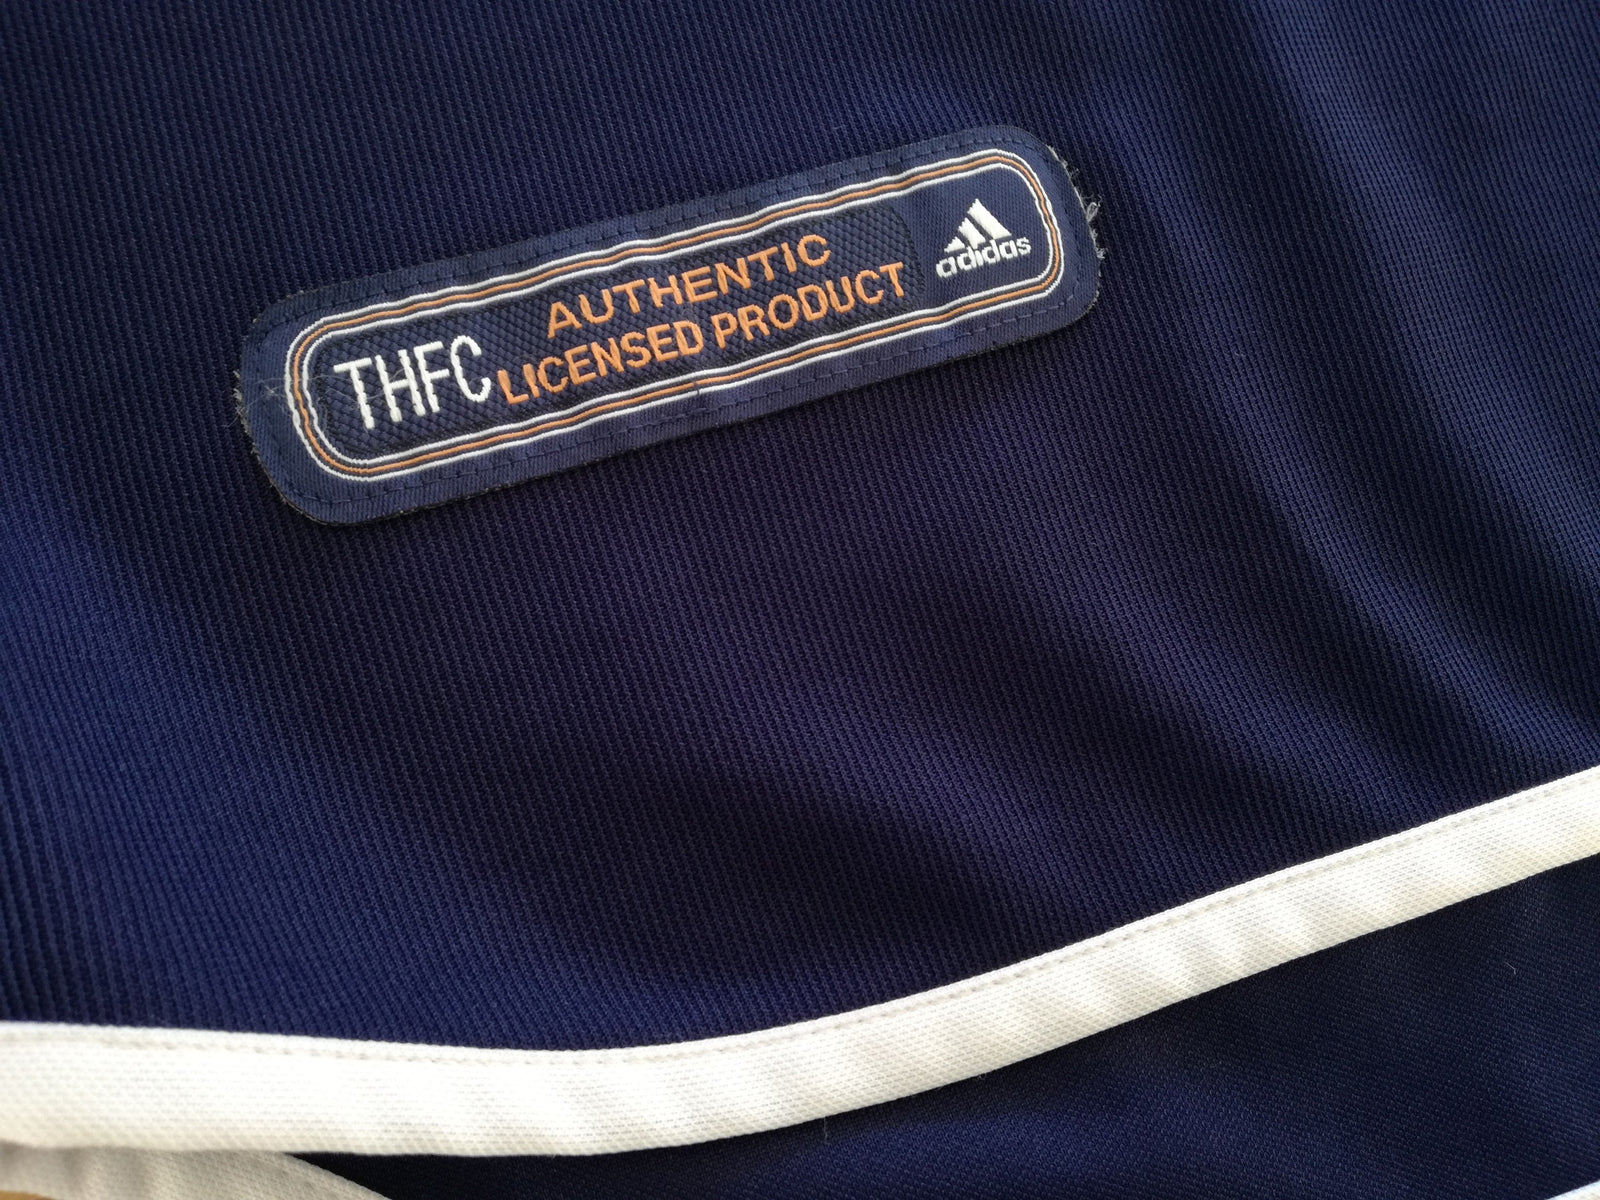 THFC
AUTHENTIC
LICENSED PRODUCT
adidas